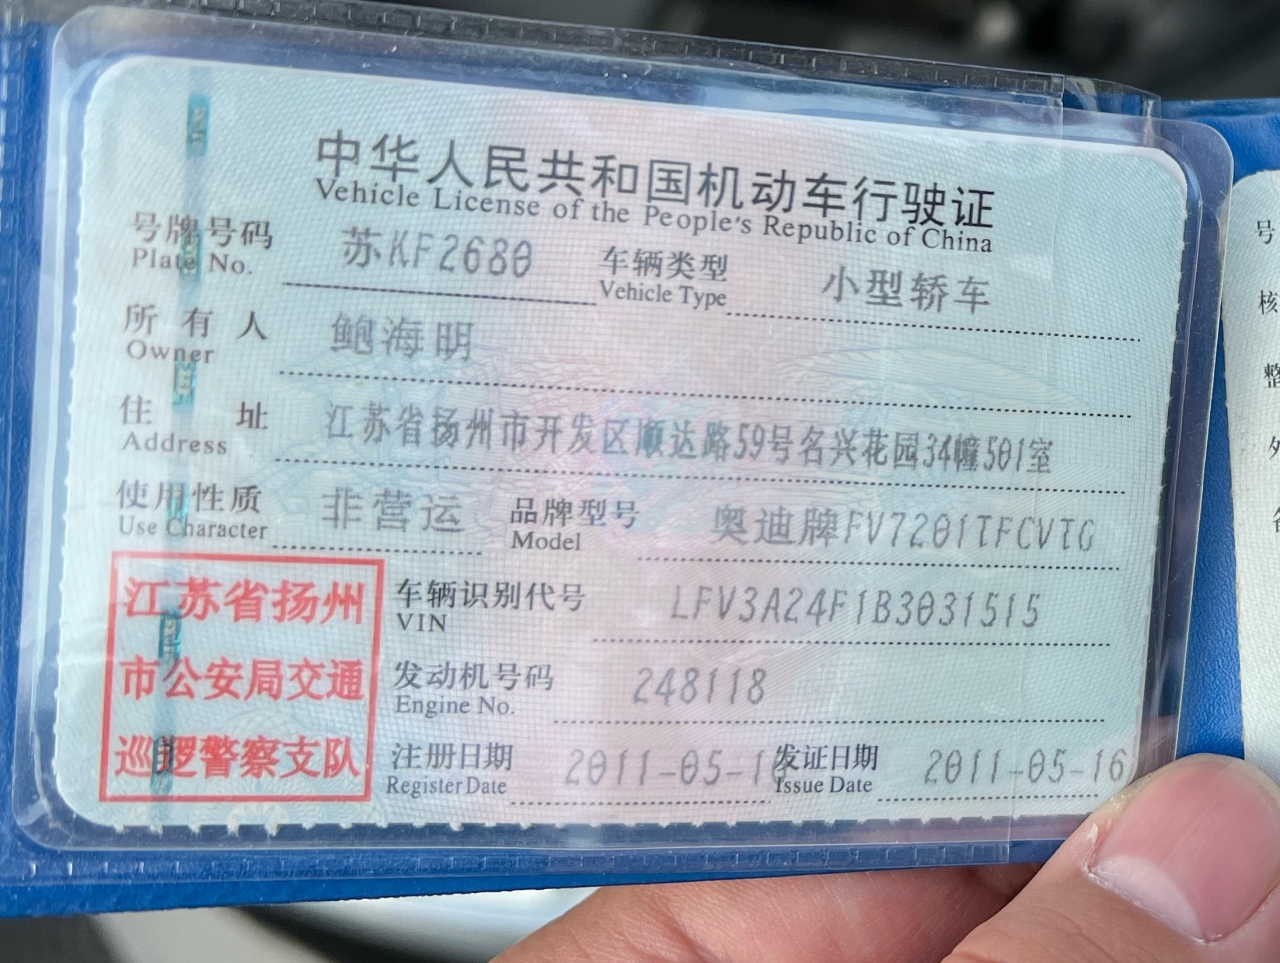 中华人民共和国机动车行驶证
Vehicle License of the People's Republic of China
号牌号码 苏KF2680 车辆类型 小型轿车
Plate No. Vehicle Type
所有人 鲍海明
Owner
住址 江苏省扬州市开发区顺达路59号名兴花园34幢501室
Address
使用性质 非营运 品牌型号 奥迪牌FV7201TFCVTG
Use Character Model
江苏省扬州
市公安局交通
巡逻警察支队
车辆识别代号 LFV3A24F1B3031515
VIN
发动机号码 248118
Engine No.
注册日期 2011-05-1 发证日期 2011-05-16
Register Date Issue Date
号
核
整